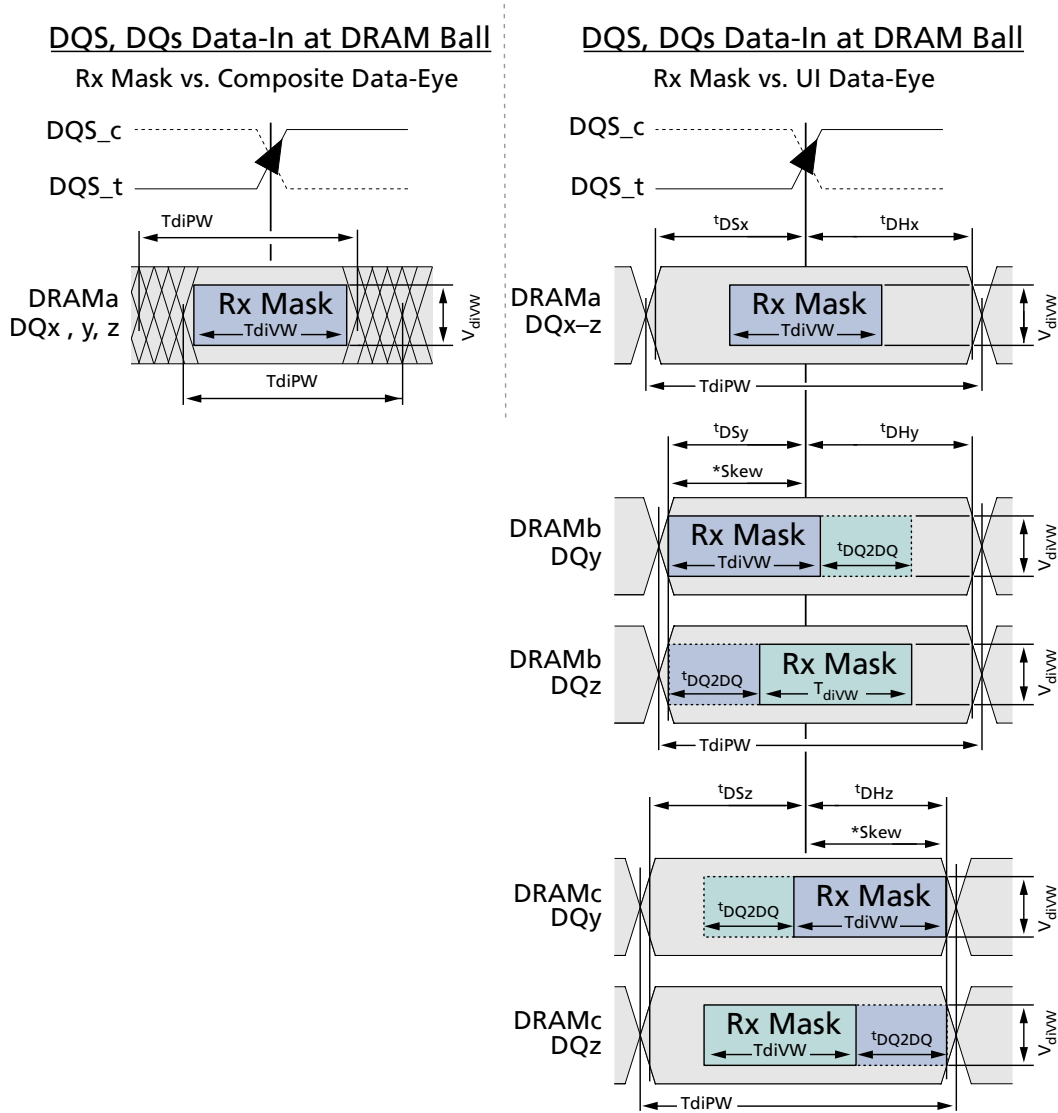 DQS, DQs Data-In at DRAM Ball
Rx Mask vs. Composite Data-Eye
DQS_c
DQS_t
TdiPW
DRAMa
DQx , y, z
Rx Mask
TdiVW
VdiVW
TdiPW
DQS, DQs Data-In at DRAM Ball
Rx Mask vs. UI Data-Eye
DQS_c
DQS_t
tDSx
tDHx
DRAMa
DQx–z
Rx Mask
TdiVW
VdiVW
TdiPW
tDSy
tDHy
*Skew
DRAMb
DQy
Rx Mask
TdiVW
tDQ2DQ
VdiVW
DRAMb
DQz
tDQ2DQ
Rx Mask
TdiVW
VdiVW
TdiPW
tDSz
tDHz
*Skew
DRAMc
DQy
tDQ2DQ
Rx Mask
TdiVW
VdiVW
DRAMc
DQz
Rx Mask
TdiVW
tDQ2DQ
VdiVW
TdiPW